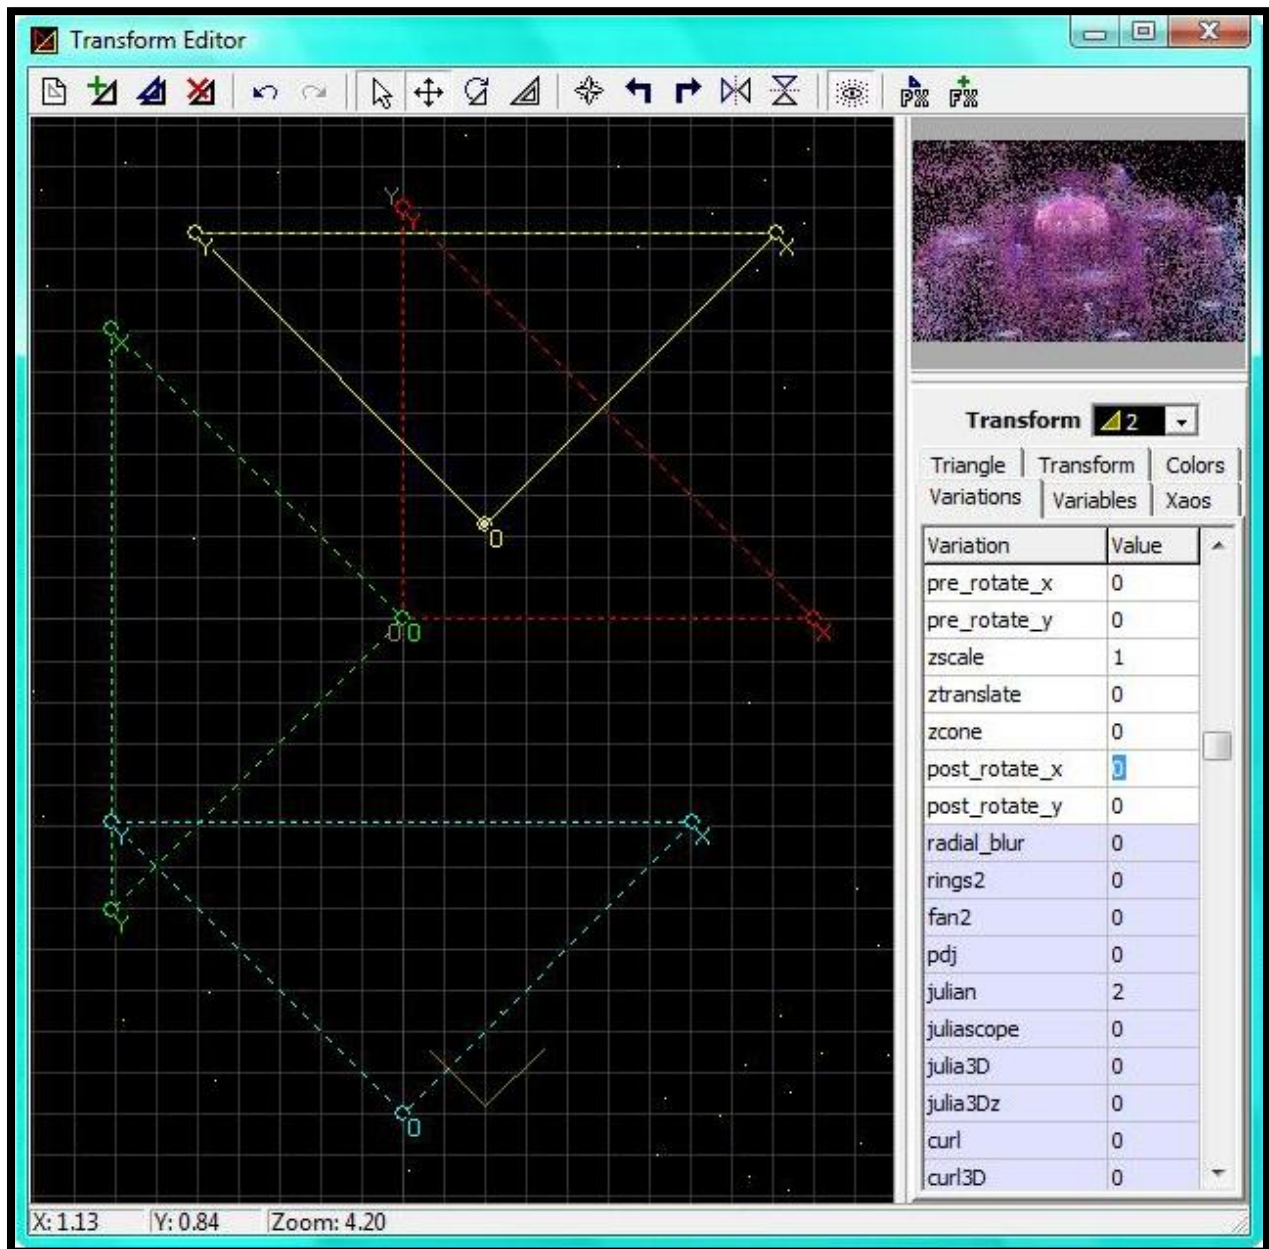 Transform Editor
PX PX
Y
Y
Y X
X
O
O O
X
Y
Y X
O
Transform 2
Triangle Transform Colors
Variations Variables Xaos
Variation Value
pre_rotate_x 0
pre_rotate_y 0
zscale 1
ztranslate 0
zcone 0
post_rotate_x 0
post_rotate_y 0
radial_blur 0
rings2 0
fan2 0
pdj 0
julian 2
juliascope 0
julia3D 0
julia3Dz 0
curl 0
curl3D 0
X: 1.13 Y: 0.84 Zoom: 4.20